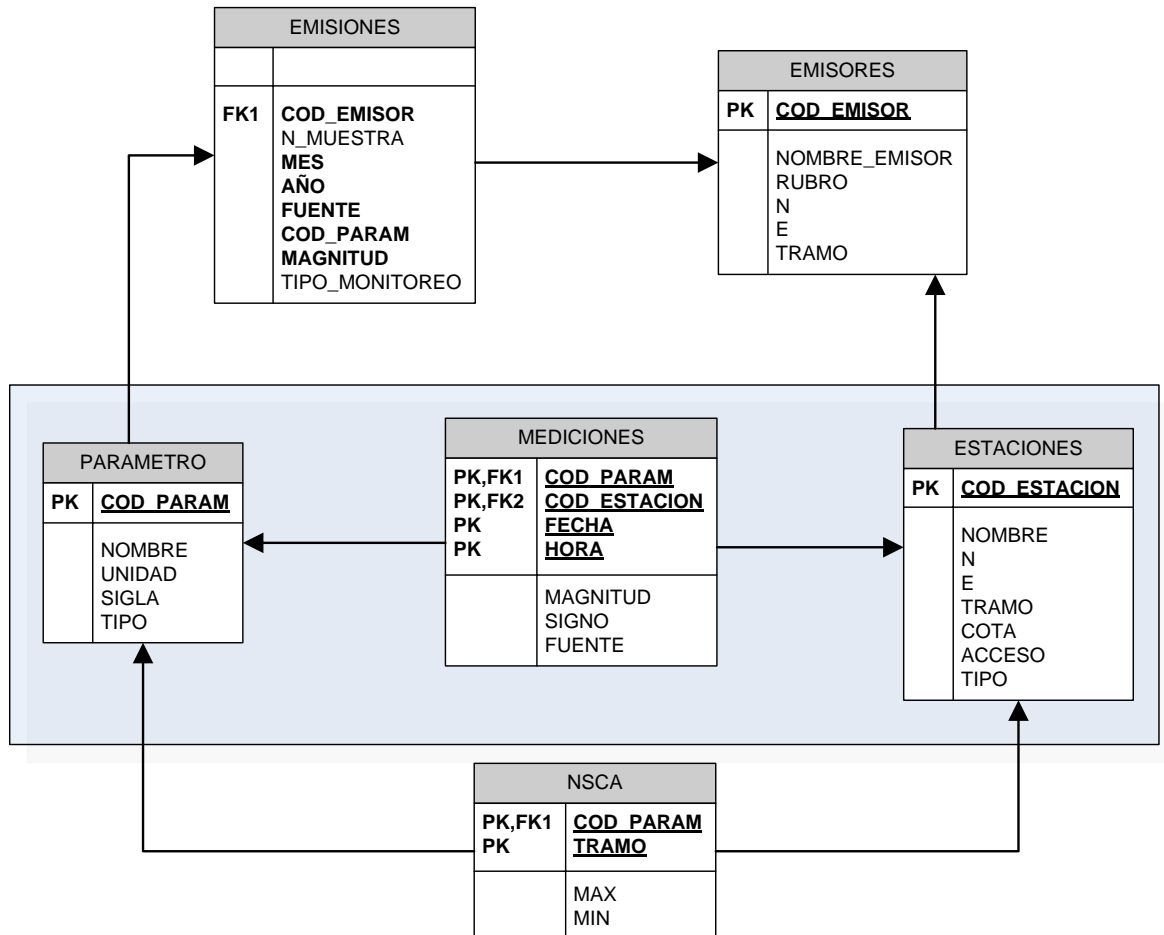 EMISIONES
FK1 COD_EMISOR
N_MUESTRA
MES
AÑO
FUENTE
COD_PARAM
MAGNITUD
TIPO_MONITOREO
EMISORES
PK COD_EMISOR
NOMBRE_EMISOR
RUBRO
N
E
TRAMO
PARAMETRO
PK COD_PARAM
NOMBRE
UNIDAD
SIGLA
TIPO
MEDICIONES
PK,FK1 COD_PARAM
PK,FK2 COD_ESTACION
PK FECHA
PK HORA
MAGNITUD
SIGNO
FUENTE
ESTACIONES
PK COD_ESTACION
NOMBRE
N
E
TRAMO
COTA
ACCESO
TIPO
NSCA
PK,FK1 COD_PARAM
PK TRAMO
MAX
MIN